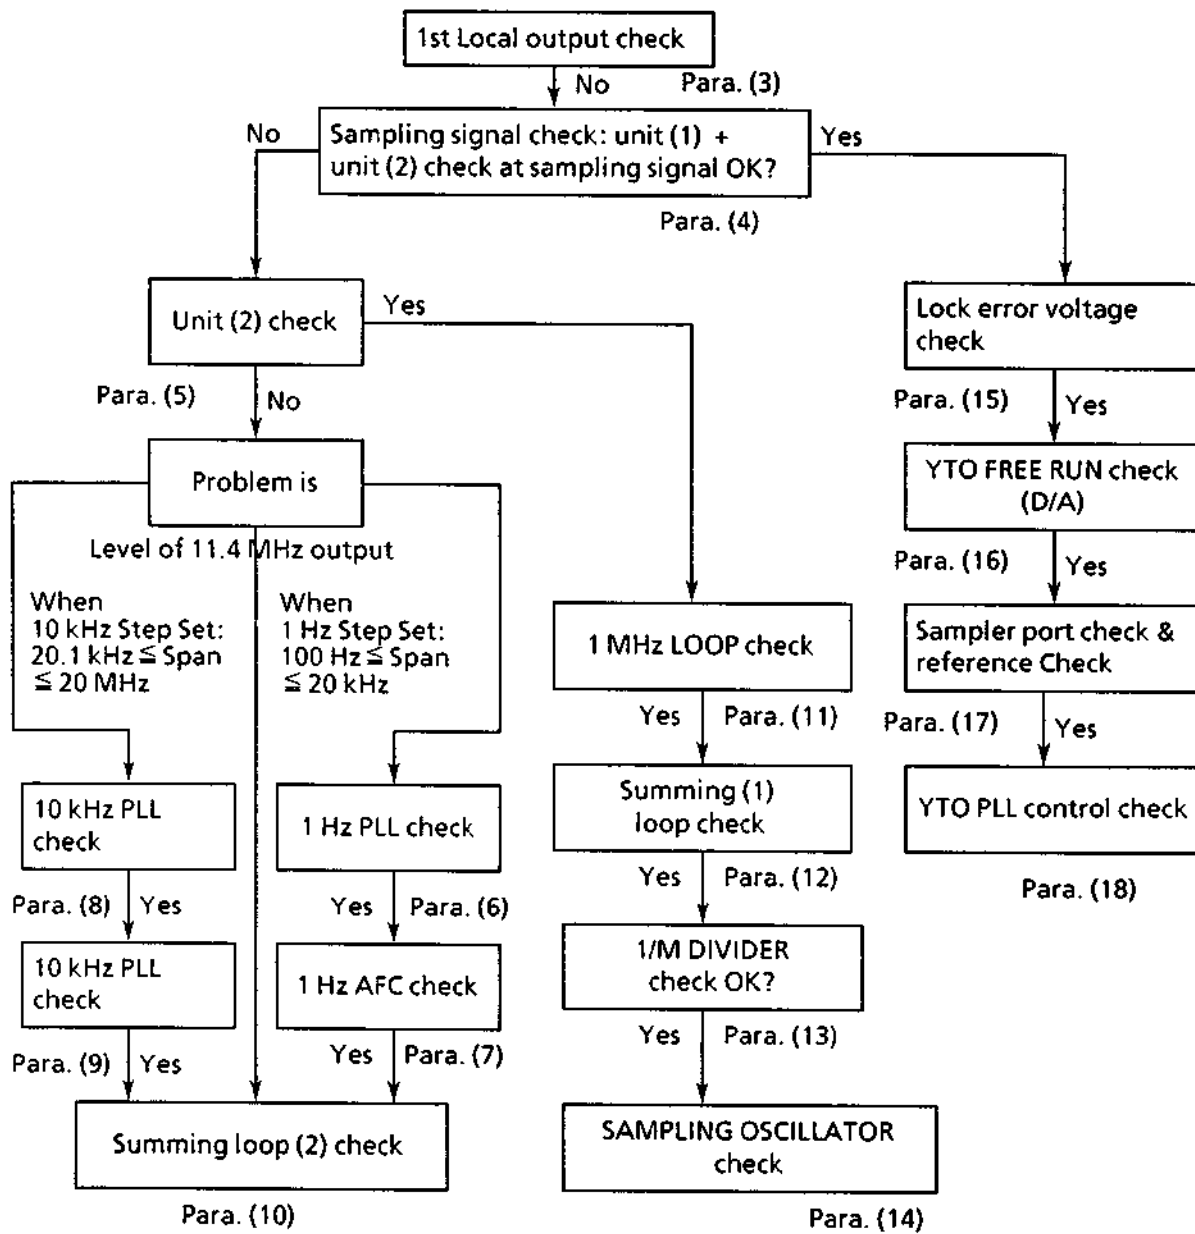 1st Local output check
No
Para. (3)
No
Sampling signal check: unit (1) +
unit (2) check at sampling signal OK?
Yes
Para. (4)
Unit (2) check
Yes
Lock error voltage
check
Para. (5)
No
Para. (15)
Yes
Problem is
YTO FREE RUN check
(D/A)
Level of 11.4 MHz output
Para. (16)
Yes
When
10 kHz Step Set:
20.1 kHz ≦ Span
≦ 20 MHz
When
1 Hz Step Set:
100 Hz ≦ Span
≦ 20 kHz
1 MHz LOOP check
Sampler port check &
reference Check
Yes
Para. (11)
Para. (17)
Yes
10 kHz PLL
check
1 Hz PLL check
Summing (1)
loop check
YTO PLL control check
Para. (8)
Yes
Yes
Para. (6)
Yes
Para. (12)
Para. (18)
10 kHz PLL
check
1 Hz AFC check
1/M DIVIDER
check OK?
Para. (9)
Yes
Yes
Para. (7)
Yes
Para. (13)
Summing loop (2) check
SAMPLING OSCILLATOR
check
Para. (10)
Para. (14)